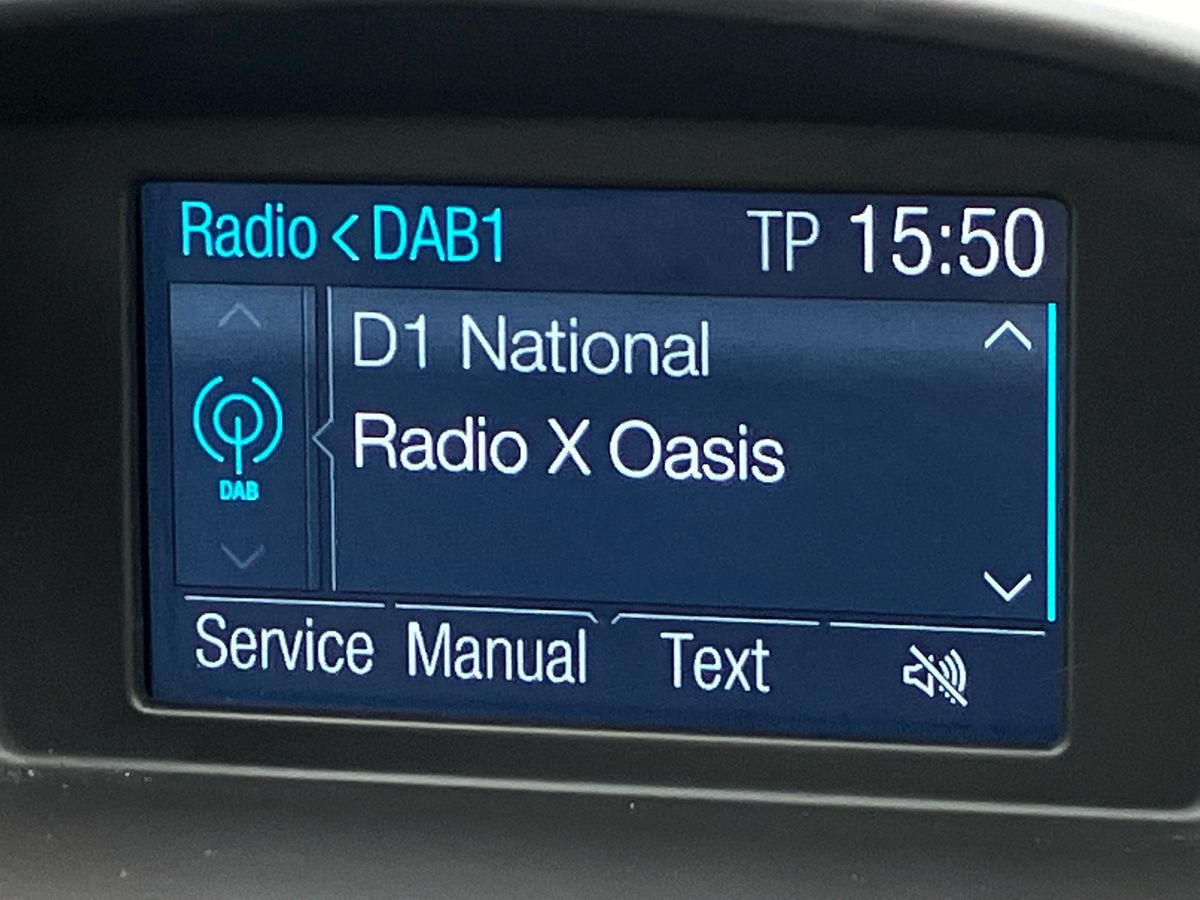 Radio < DAB1 TP 15:50
D1 National
Radio X Oasis
DAB
Service Manual Text